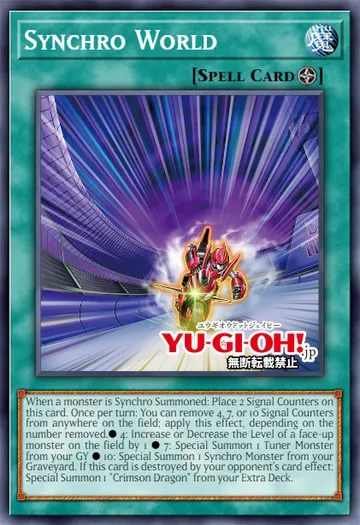 Synchro World
魔
[Spell Card]
ユウギオウドットジェイピー
YU-GI-OH!.jp
無断転載禁止
When a monster is Synchro Summoned: Place 2 Signal Counters on
this card. Once per turn: You can remove 4, 7, or 10 Signal Counters
from anywhere on the field; apply this effect, depending on the
number removed.● 4: Increase or Decrease the Level of a face-up
monster on the field by 1 ● 7: Special Summon 1 Tuner Monster
from your GY ● 10: Special Summon 1 Synchro Monster from your
Graveyard. If this card is destroyed by your opponent's card effect:
Special Summon 1 "Crimson Dragon" from your Extra Deck.